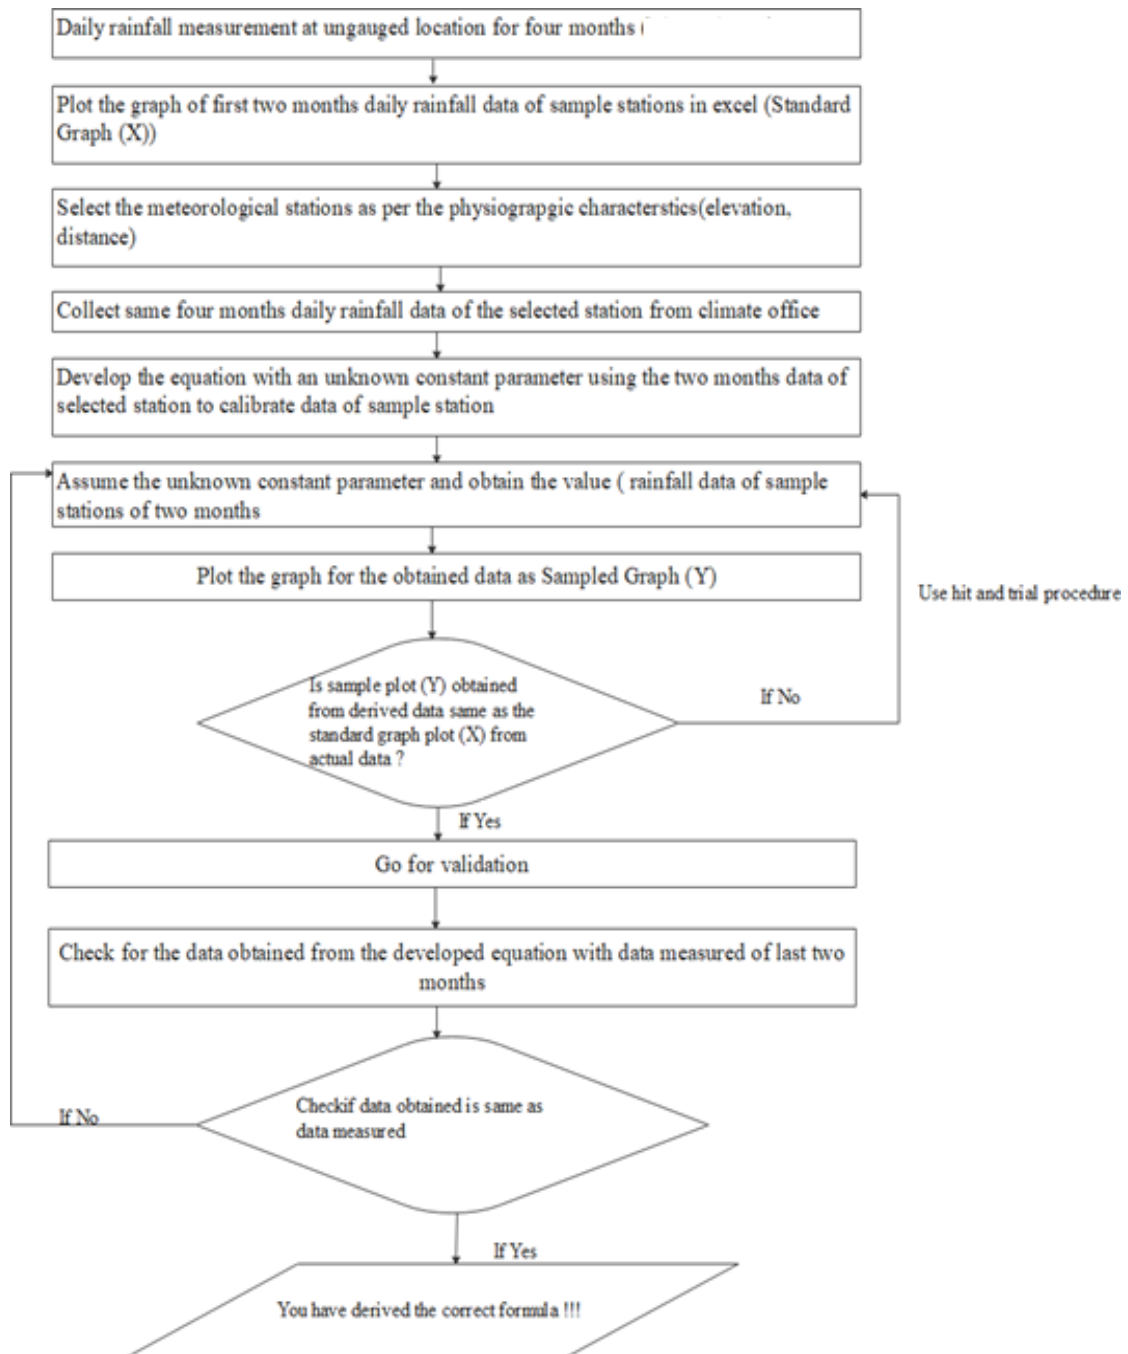 Daily rainfall measurement at ungauged location for four months (
Plot the graph of first two months daily rainfall data of sample stations in excel (Standard
Graph (X))
Select the meteorological stations as per the physiograpgic characterstics(elevation,
distance)
Collect same four months daily rainfall data of the selected station from climate office
Develop the equation with an unknown constant parameter using the two months data of
selected station to calibrate data of sample station
Assume the unknown constant parameter and obtain the value ( rainfall data of sample
stations of two months
Plot the graph for the obtained data as Sampled Graph (Y)
Use hit and trial procedure
Is sample plot (Y) obtained
from derived data same as the
standard graph plot (X) from
actual data ?
If No
If Yes
Go for validation
Check for the data obtained from the developed equation with data measured of last two
months
Checkif data obtained is same as
data measured
If No
If Yes
You have derived the correct formula !!!